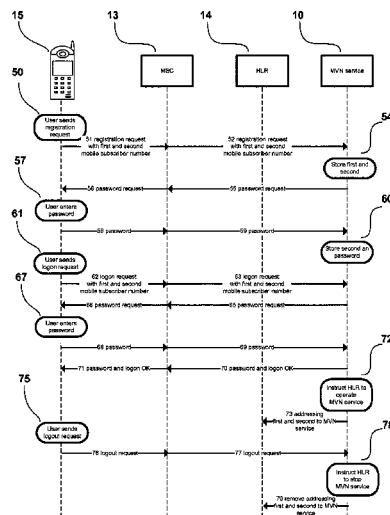 15
13
14
10
MSC
HLR
MVN service
50
User sends
registration
request
51 registration request
with first and second
mobile subscriber number
52 registration request
with first and second
mobile subscriber number
54
Store first and
second
57
56 password request
55 password request
User enters
password
60
58 password
59 password
61
Store second an
password
User sends
logon request
62 logon request
with first and second
mobile subscriber number
63 logon request
with first and second
mobile subscriber number
67
66 password request
65 password request
User enters
password
68 password
69 password
72
71 password and logon OK
70 password and logon OK
75
Instruct HLR to
operate MVN
service
73 addressing
first and second to MVN
service
User sends
logout request
78
76 logout request
77 logout request
Instruct HLR
to stop
MVN service
79 remove addressing
first and second to MVN
service